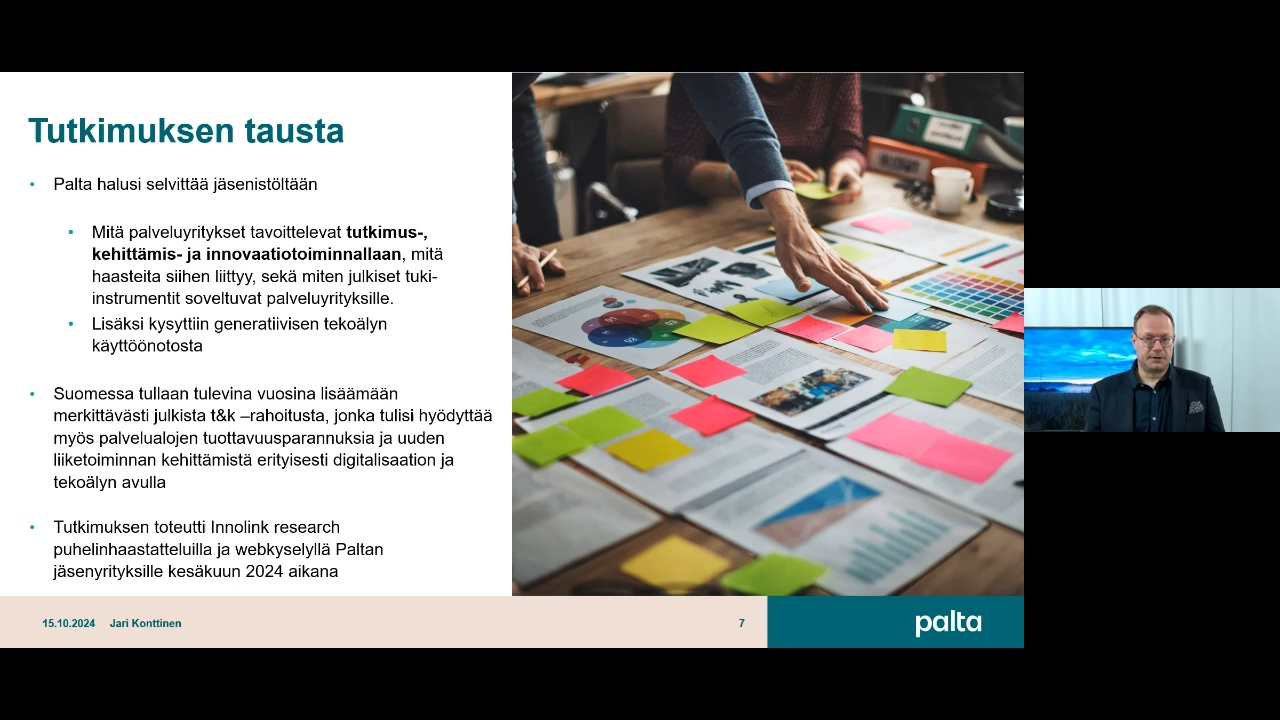 Tutkimuksen tausta
• Palta halusi selvittää jäsenistöltään
• Mitä palveluyritykset tavoittelevat tutkimus-,
kehittämis- ja innovaatiotoiminnallaan, mitä
haasteita siihen liittyy, sekä miten julkiset tuki-
instrumentit soveltuvat palveluyrityksille.
• Lisäksi kysyttiin generatiivisen tekoälyn
käyttöönotosta
• Suomessa tullaan tulevina vuosina lisäämään
merkittävästi julkista t&k –rahoitusta, jonka tulisi hyödyttää
myös palvelualojen tuottavuusparannuksia ja uuden
liiketoiminnan kehittämistä erityisesti digitalisaation ja
tekoälyn avulla
• Tutkimuksen toteutti Innolink research
puhelinhaastatteluilla ja webkyselyllä Paltan
jäsenyrityksille kesäkuun 2024 aikana
15.10.2024 Jari Konttinen
7
palta